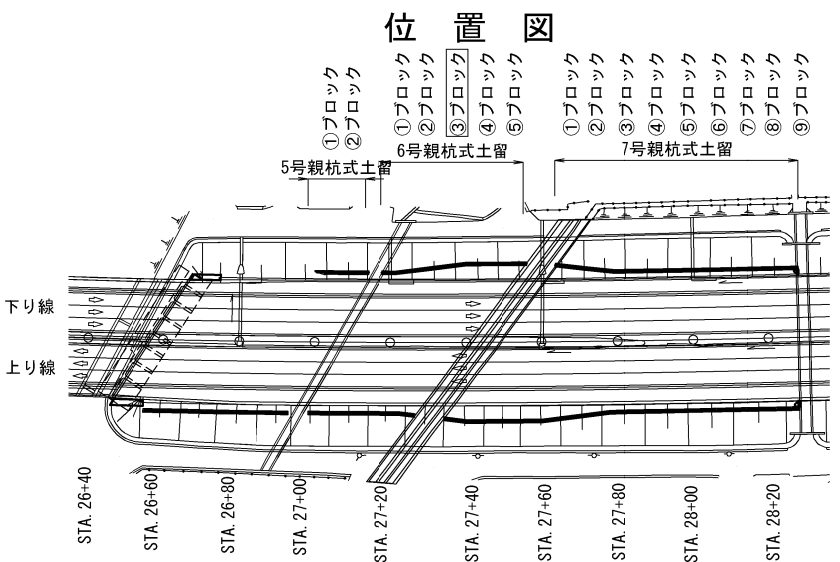 位置図
①ブロック
②ブロック
①ブロック
②ブロック
③ブロック
④ブロック
⑤ブロック
①ブロック
②ブロック
③ブロック
④ブロック
⑤ブロック
⑥ブロック
⑦ブロック
⑧ブロック
⑨ブロック
5号親杭式土留
6号親杭式土留
7号親杭式土留
下り線
上り線
STA. 26+40
STA. 26+60
STA. 26+80
STA. 27+00
STA. 27+20
STA. 27+40
STA. 27+60
STA. 27+80
STA. 28+00
STA. 28+20